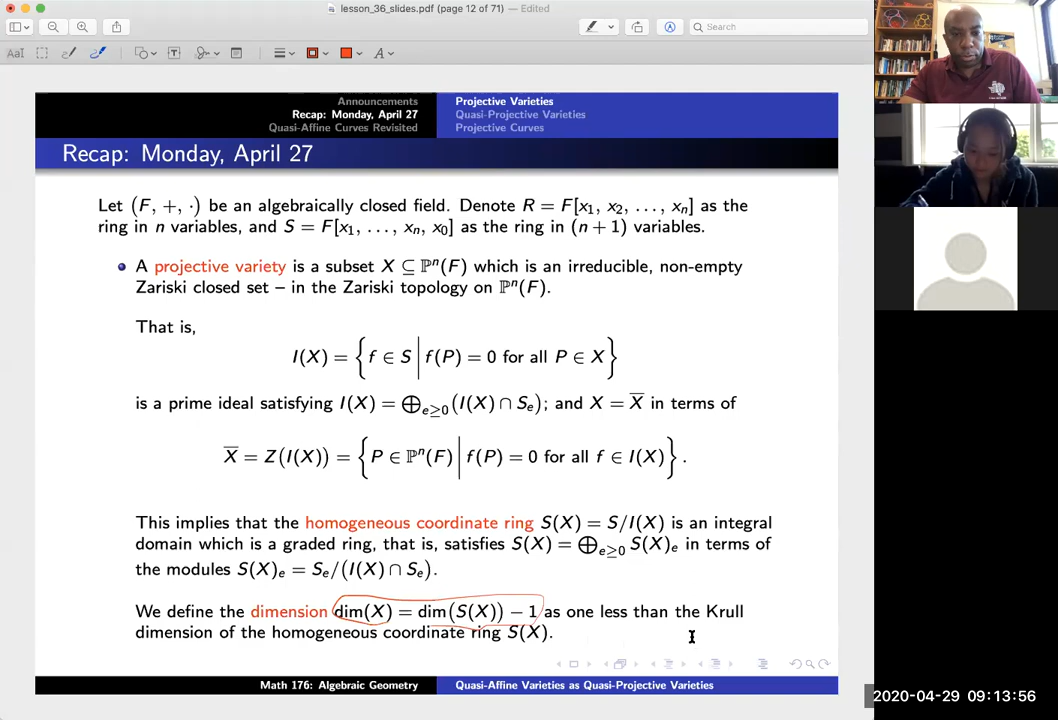 lesson_36_slides.pdf (page 12 of 71) — Edited
Search
Announcements
Recap: Monday, April 27
Quasi-Affine Curves Revisited
Projective Varieties
Quasi-Projective Varieties
Projective Curves
Recap: Monday, April 27
Let (F, +, ·) be an algebraically closed field. Denote R = F[x₁, x₂, . . . , xₙ] as the
ring in n variables, and S = F[x₁, . . . , xₙ, x₀] as the ring in (n + 1) variables.
A projective variety is a subset X ⊆ ℙⁿ(F) which is an irreducible, non-empty
Zariski closed set – in the Zariski topology on ℙⁿ(F).
That is,
I(X) = { f ∈ S | f(P) = 0 for all P ∈ X }
is a prime ideal satisfying I(X) = ⊕ₑ≥₀ (I(X) ∩ Sₑ); and X = X̅ in terms of
X̅ = Z(I(X)) = { P ∈ ℙⁿ(F) | f(P) = 0 for all f ∈ I(X) }.
This implies that the homogeneous coordinate ring S(X) = S/I(X) is an integral
domain which is a graded ring, that is, satisfies S(X) = ⊕ₑ≥₀ S(X)ₑ in terms of
the modules S(X)ₑ = Sₑ/(I(X) ∩ Sₑ).
We define the dimension dim(X) = dim(S(X)) − 1 as one less than the Krull
dimension of the homogeneous coordinate ring S(X).
Math 176: Algebraic Geometry
Quasi-Affine Varieties as Quasi-Projective Varieties
2020-04-29 09:13:56